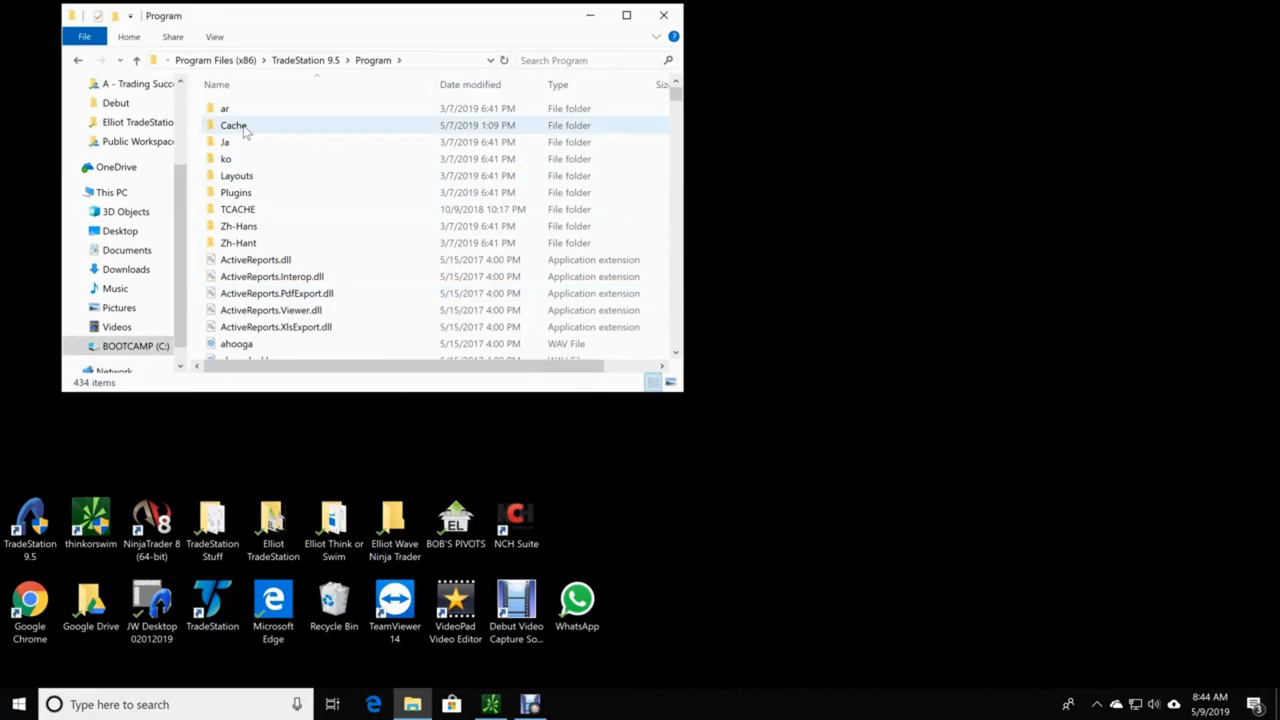 Program
File
Home
Share
View
Program Files (x86)
TradeStation 9.5
Program
Search Program
Name
Date modified
Type
A - Trading Succ
Debut
Elliot TradeStatio
Public Workspac
OneDrive
This PC
3D Objects
Desktop
Documents
Downloads
Music
Pictures
Videos
BOOTCAMP (C:)
Network
ar 3/7/2019 6:41 PM File folder
Cache 5/7/2019 1:09 PM File folder
Ja 3/7/2019 6:41 PM File folder
ko 3/7/2019 6:41 PM File folder
Layouts 3/7/2019 6:41 PM File folder
Plugins 3/7/2019 6:41 PM File folder
TCACHE 10/9/2018 10:17 PM File folder
Zh-Hans 3/7/2019 6:41 PM File folder
Zh-Hant 3/7/2019 6:41 PM File folder
ActiveReports.dll 5/15/2017 4:00 PM Application extension
ActiveReports.Interop.dll 5/15/2017 4:00 PM Application extension
ActiveReports.PdfExport.dll 5/15/2017 4:00 PM Application extension
ActiveReports.Viewer.dll 5/15/2017 4:00 PM Application extension
ActiveReports.XlsExport.dll 5/15/2017 4:00 PM Application extension
ahooga 5/15/2017 4:00 PM WAV File
434 items
TradeStation
9.5
thinkorswim
8
NinjaTrader 8
(64-bit)
TradeStation
Stuff
Elliot
TradeStation
Elliot Think or
Swim
Elliot Wave
Ninja Trader
EL
BOB'S PIVOTS
NCH
NCH Suite
Google
Chrome
Google Drive
JW Desktop
02012019
TradeStation
Microsoft
Edge
Recycle Bin
TeamViewer
14
VideoPad
Video Editor
Debut Video
Capture So...
WhatsApp
Type here to search
8:44 AM
5/9/2019
3